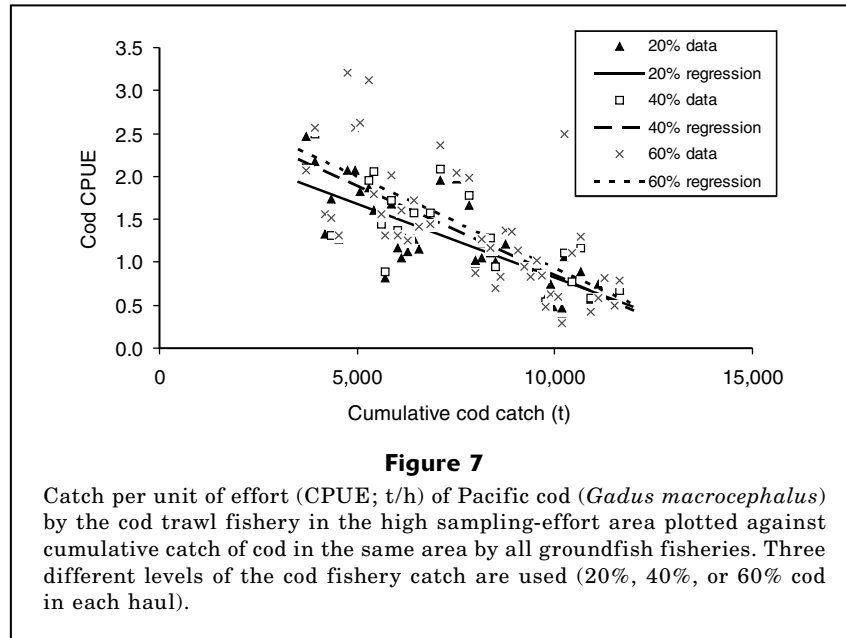 3.5
3.0
2.5
2.0
1.5
1.0
0.5
0.0
Cod CPUE
0
5,000
10,000
15,000
Cumulative cod catch (t)
20% data
20% regression
40% data
40% regression
60% data
60% regression
Figure 7
Catch per unit of effort (CPUE; t/h) of Pacific cod (Gadus macrocephalus)
by the cod trawl fishery in the high sampling-effort area plotted against
cumulative catch of cod in the same area by all groundfish fisheries. Three
different levels of the cod fishery catch are used (20%, 40%, or 60% cod
in each haul).